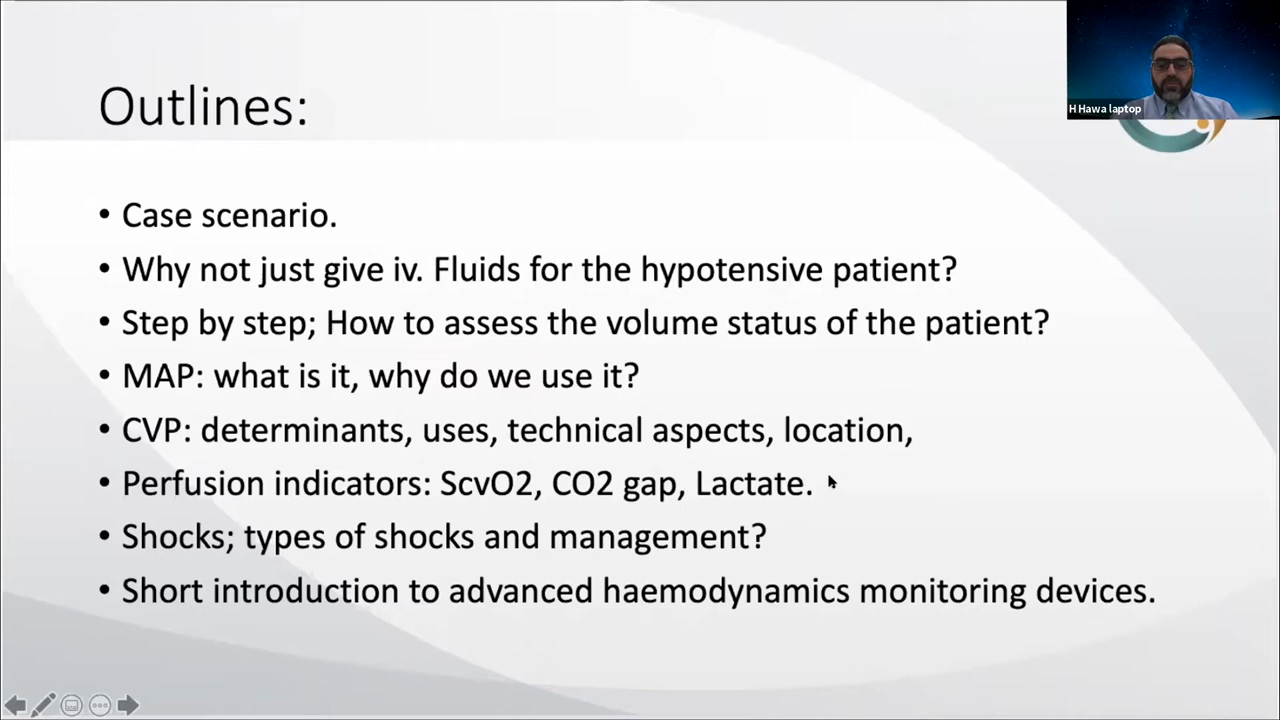 Outlines:
H Hawa laptop
• Case scenario.
• Why not just give iv. Fluids for the hypotensive patient?
• Step by step; How to assess the volume status of the patient?
• MAP: what is it, why do we use it?
• CVP: determinants, uses, technical aspects, location,
• Perfusion indicators: ScvO2, CO2 gap, Lactate.
• Shocks; types of shocks and management?
• Short introduction to advanced haemodynamics monitoring devices.